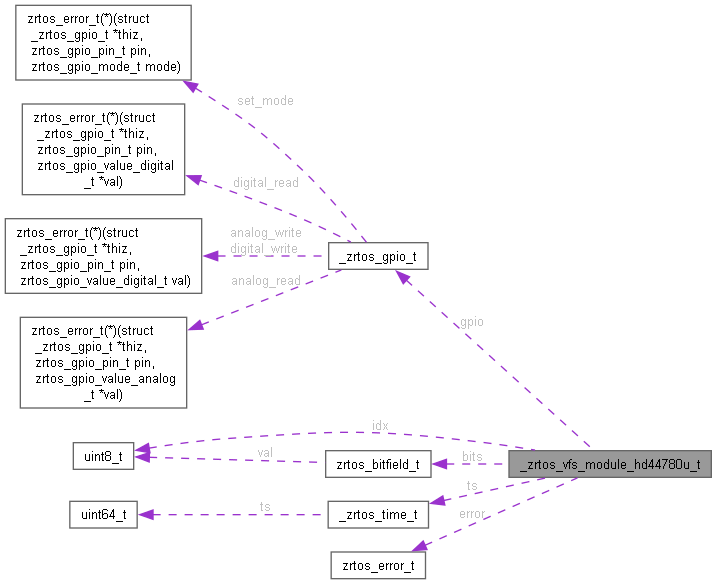 zrtos_error_t(*)(struct
_zrtos_gpio_t *thiz,
zrtos_gpio_pin_t pin,
zrtos_gpio_mode_t mode)
set_mode
zrtos_error_t(*)(struct
_zrtos_gpio_t *thiz,
zrtos_gpio_pin_t pin,
zrtos_gpio_value_digital
_t *val)
digital_read
zrtos_error_t(*)(struct
_zrtos_gpio_t *thiz,
zrtos_gpio_pin_t pin,
zrtos_gpio_value_digital_t val)
analog_write
digital_write
_zrtos_gpio_t
analog_read
zrtos_error_t(*)(struct
_zrtos_gpio_t *thiz,
zrtos_gpio_pin_t pin,
zrtos_gpio_value_analog
_t *val)
gpio
idx
uint8_t
val
zrtos_bitfield_t
bits
_zrtos_vfs_module_hd44780u_t
ts
uint64_t
ts
_zrtos_time_t
error
zrtos_error_t